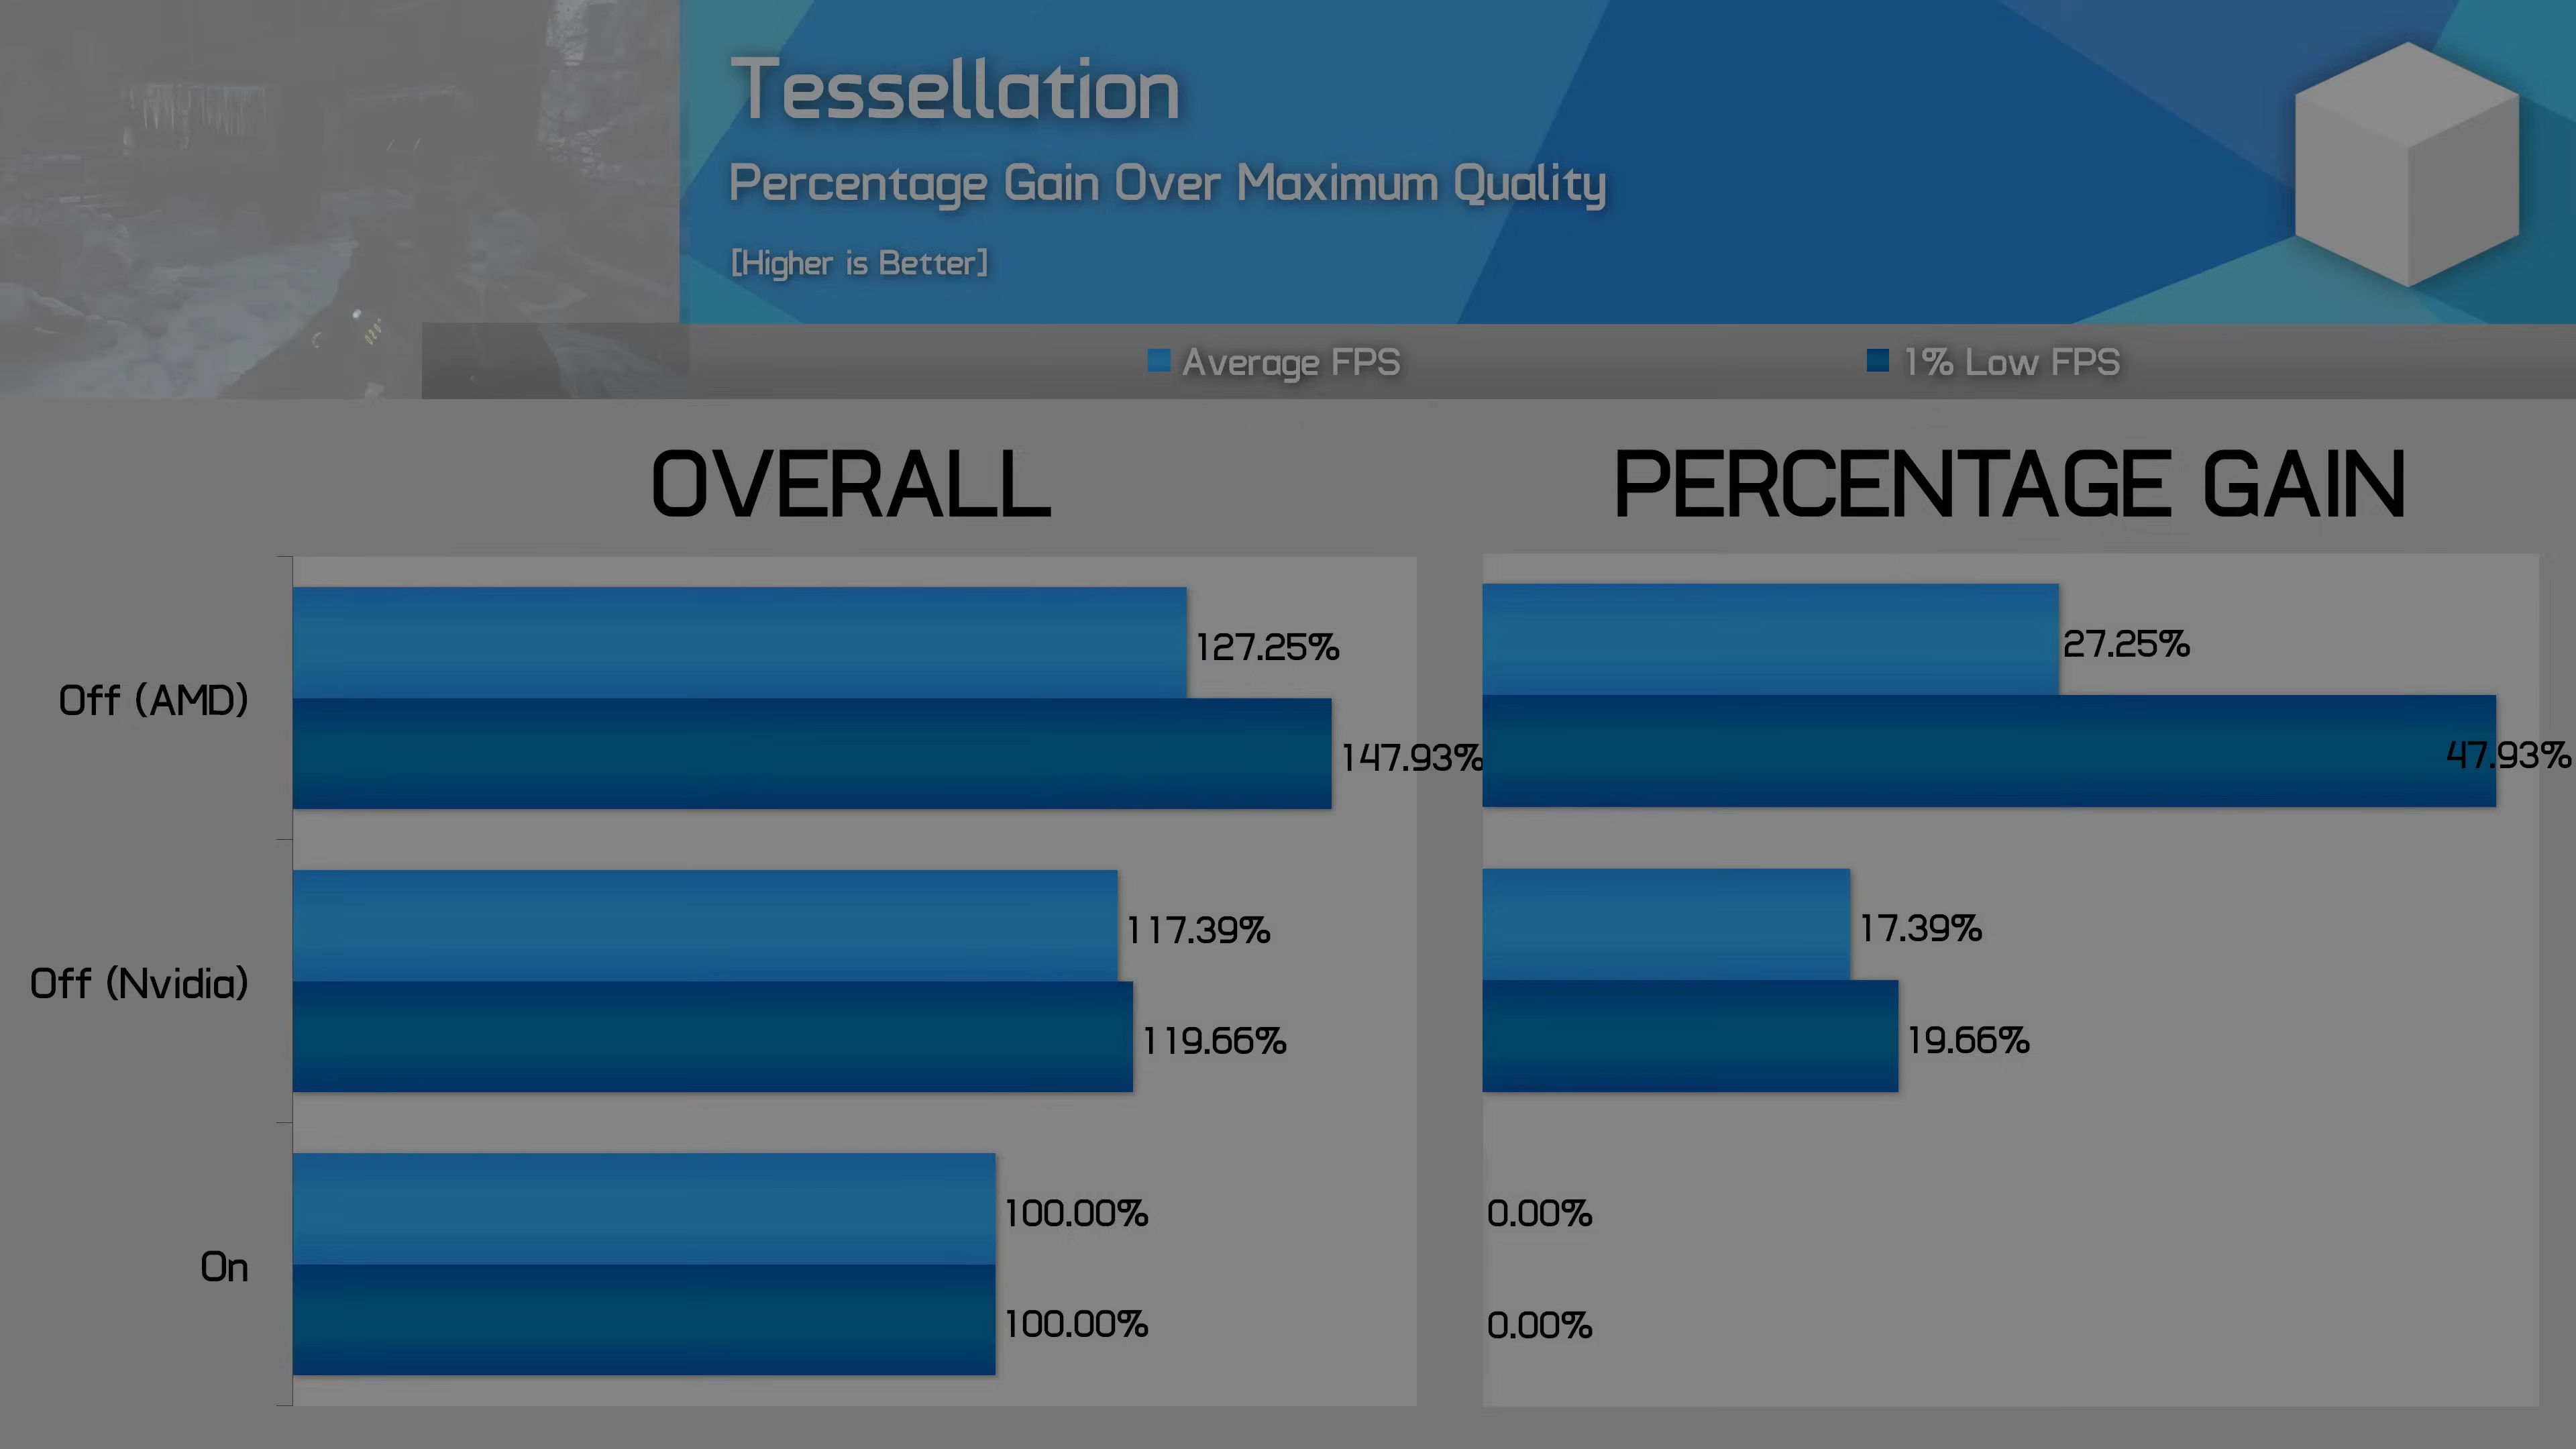 Tessellation
Percentage Gain Over Maximum Quality
[Higher is Better]
Average FPS
1% Low FPS
OVERALL
PERCENTAGE GAIN
Off (AMD)
127.25%
147.93%
27.25%
47.93%
Off (Nvidia)
117.39%
119.66%
17.39%
19.66%
On
100.00%
100.00%
0.00%
0.00%